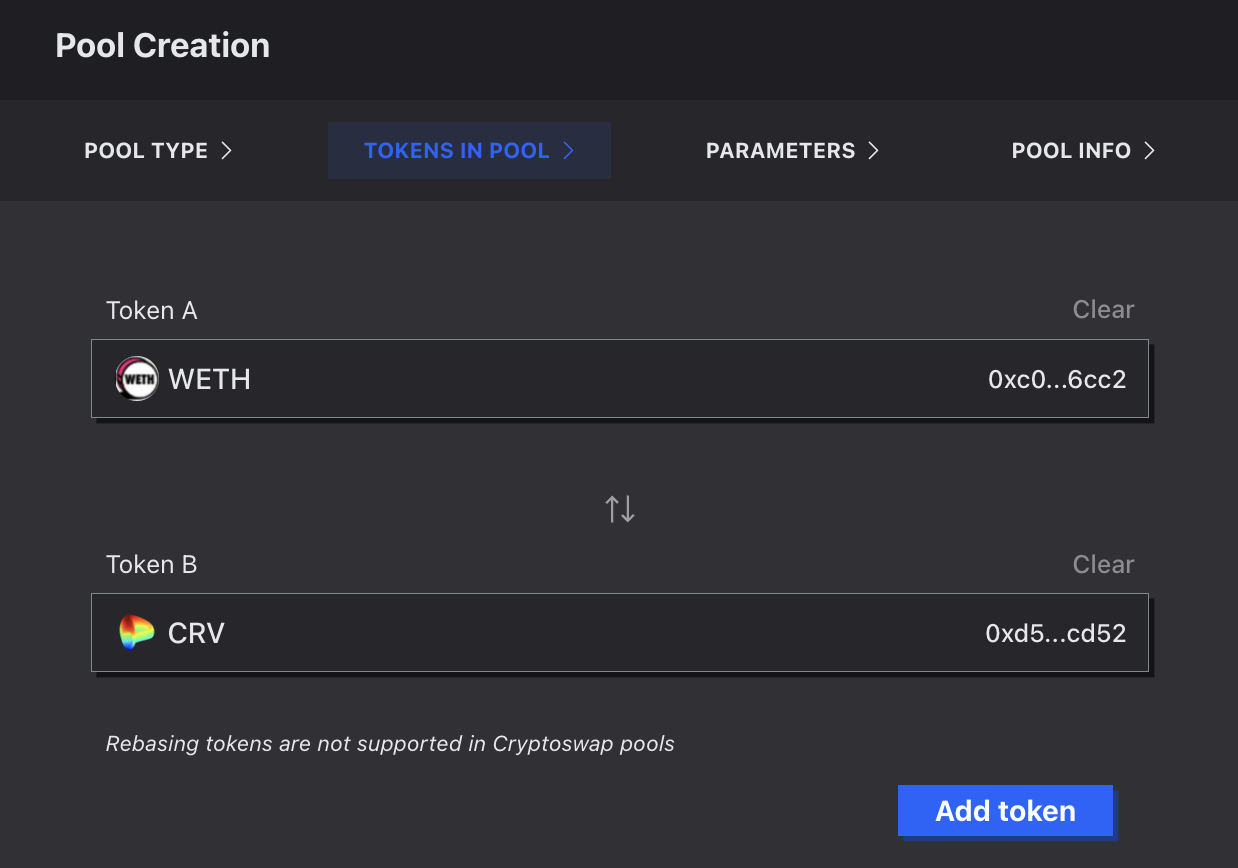 Pool Creation
POOL TYPE TOKENS IN POOL PARAMETERS POOL INFO
Token A Clear
WETH WETH 0xc0...6cc2
Token B Clear
CRV 0xd5...cd52
Rebasing tokens are not supported in Cryptoswap pools
Add token